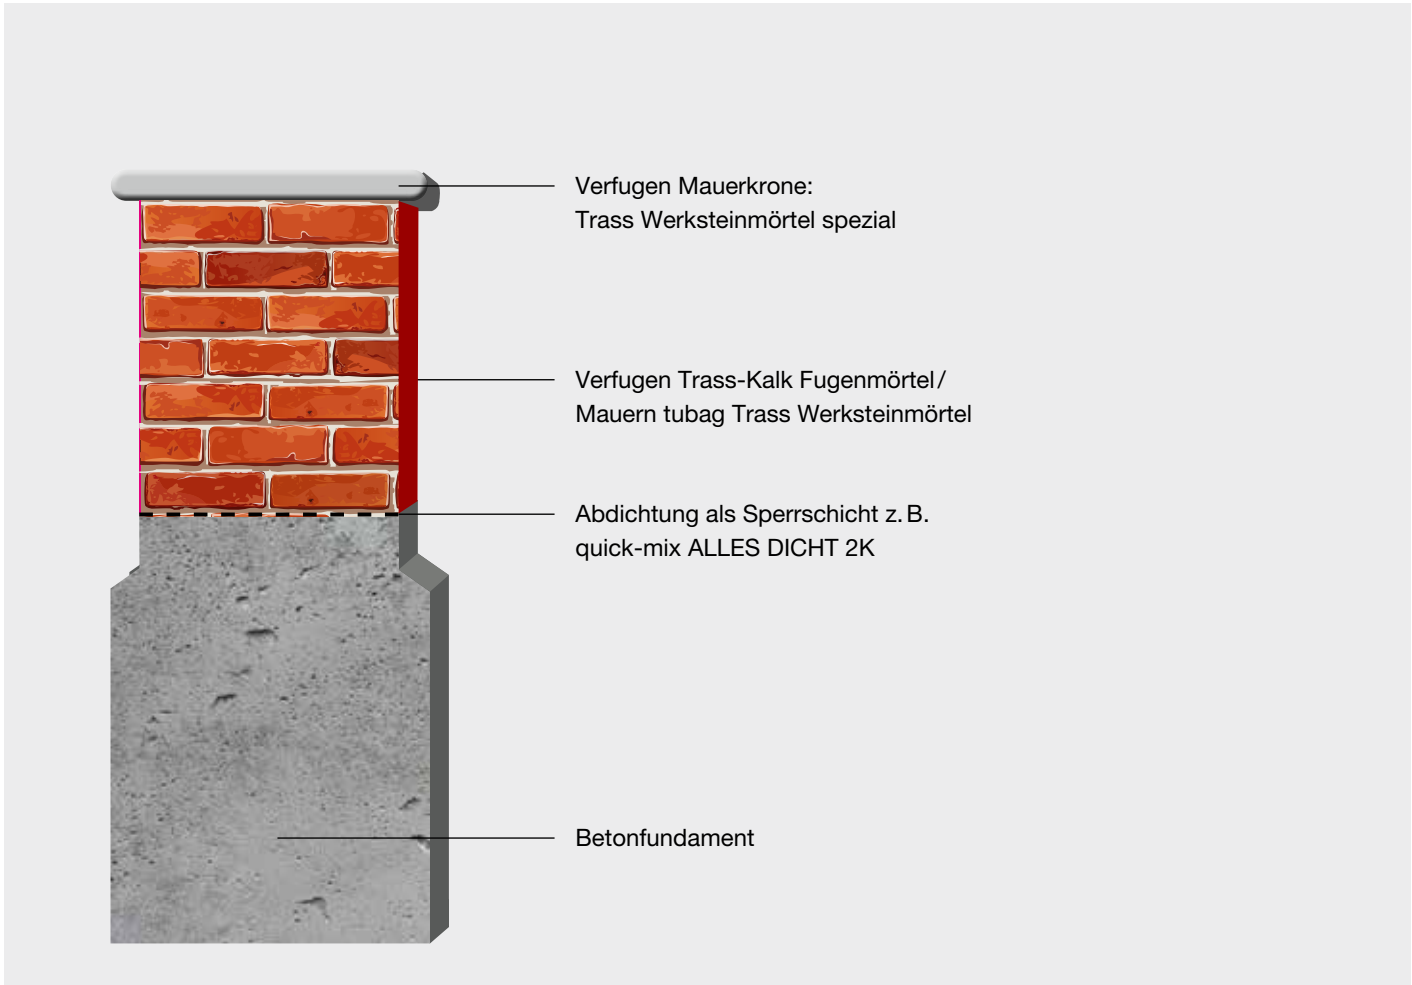 Verfugen Mauerkrone:
Trass Werksteinmörtel spezial
Verfugen Trass-Kalk Fugenmörtel/
Mauern tubag Trass Werksteinmörtel
Abdichtung als Sperrschicht z. B.
quick-mix ALLES DICHT 2K
Betonfundament